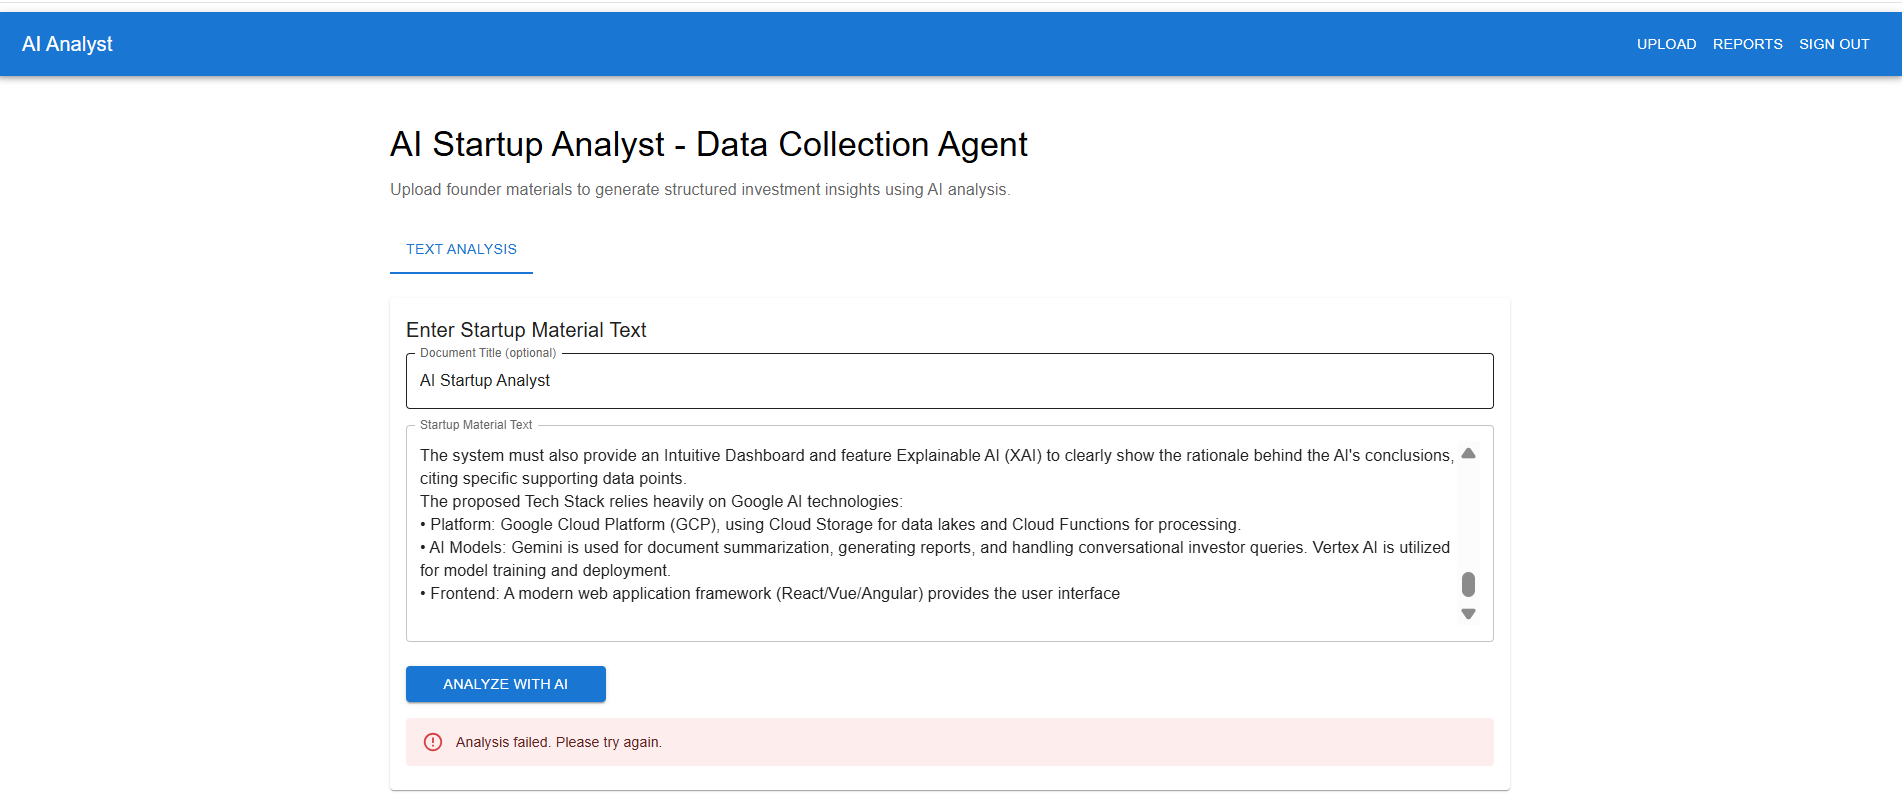 AI Analyst
UPLOAD REPORTS SIGN OUT
AI Startup Analyst - Data Collection Agent
Upload founder materials to generate structured investment insights using AI analysis.
TEXT ANALYSIS
Enter Startup Material Text
Document Title (optional)
AI Startup Analyst
Startup Material Text
The system must also provide an Intuitive Dashboard and feature Explainable AI (XAI) to clearly show the rationale behind the AI's conclusions,
citing specific supporting data points.
The proposed Tech Stack relies heavily on Google AI technologies:
• Platform: Google Cloud Platform (GCP), using Cloud Storage for data lakes and Cloud Functions for processing.
• AI Models: Gemini is used for document summarization, generating reports, and handling conversational investor queries. Vertex AI is utilized
for model training and deployment.
• Frontend: A modern web application framework (React/Vue/Angular) provides the user interface
ANALYZE WITH AI
Analysis failed. Please try again.